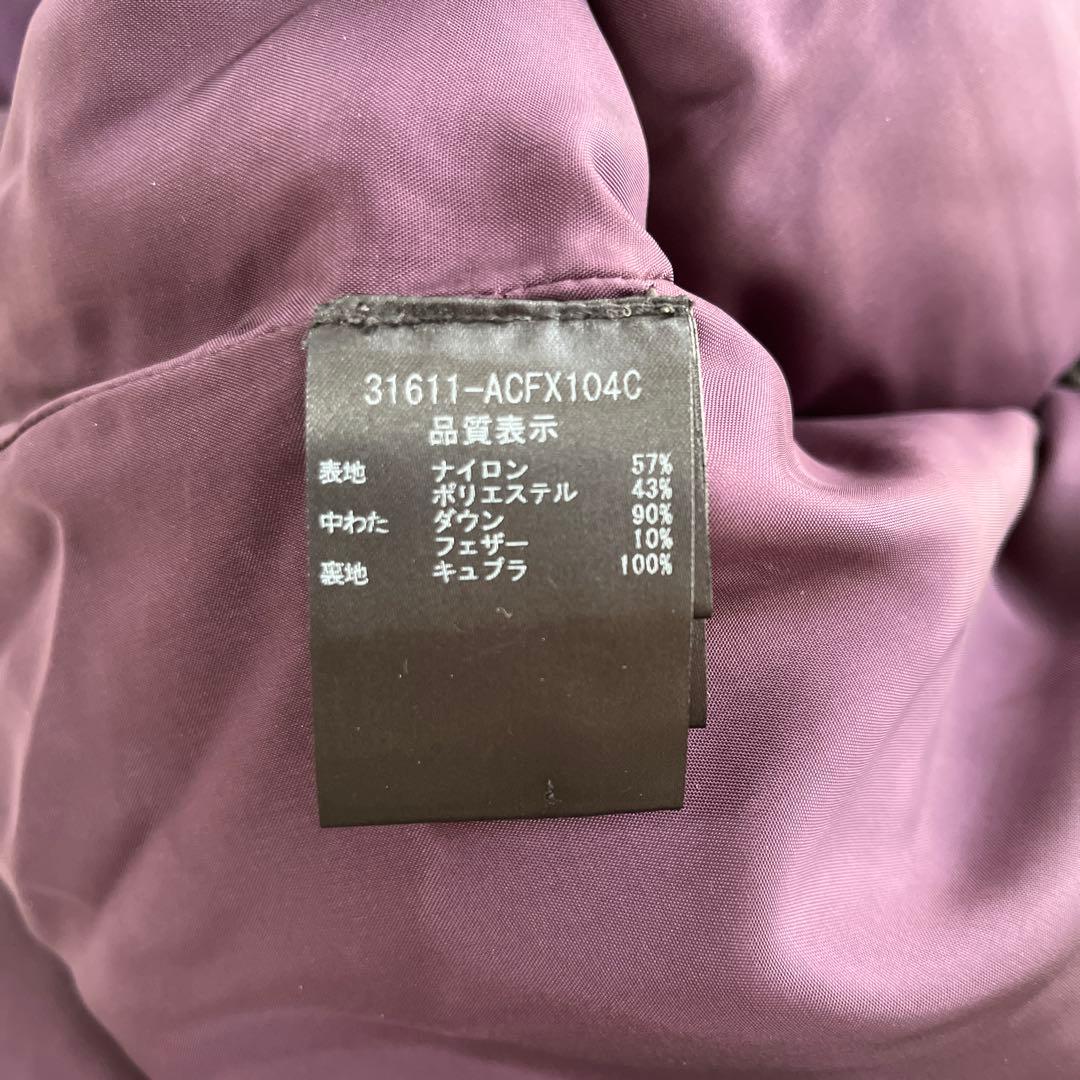 31611-ACFX104C
品質表示
表地 ナイロン 57%
ポリエステル 43%
中わた ダウン 90%
フェザー 10%
裏地 キュプラ 100%